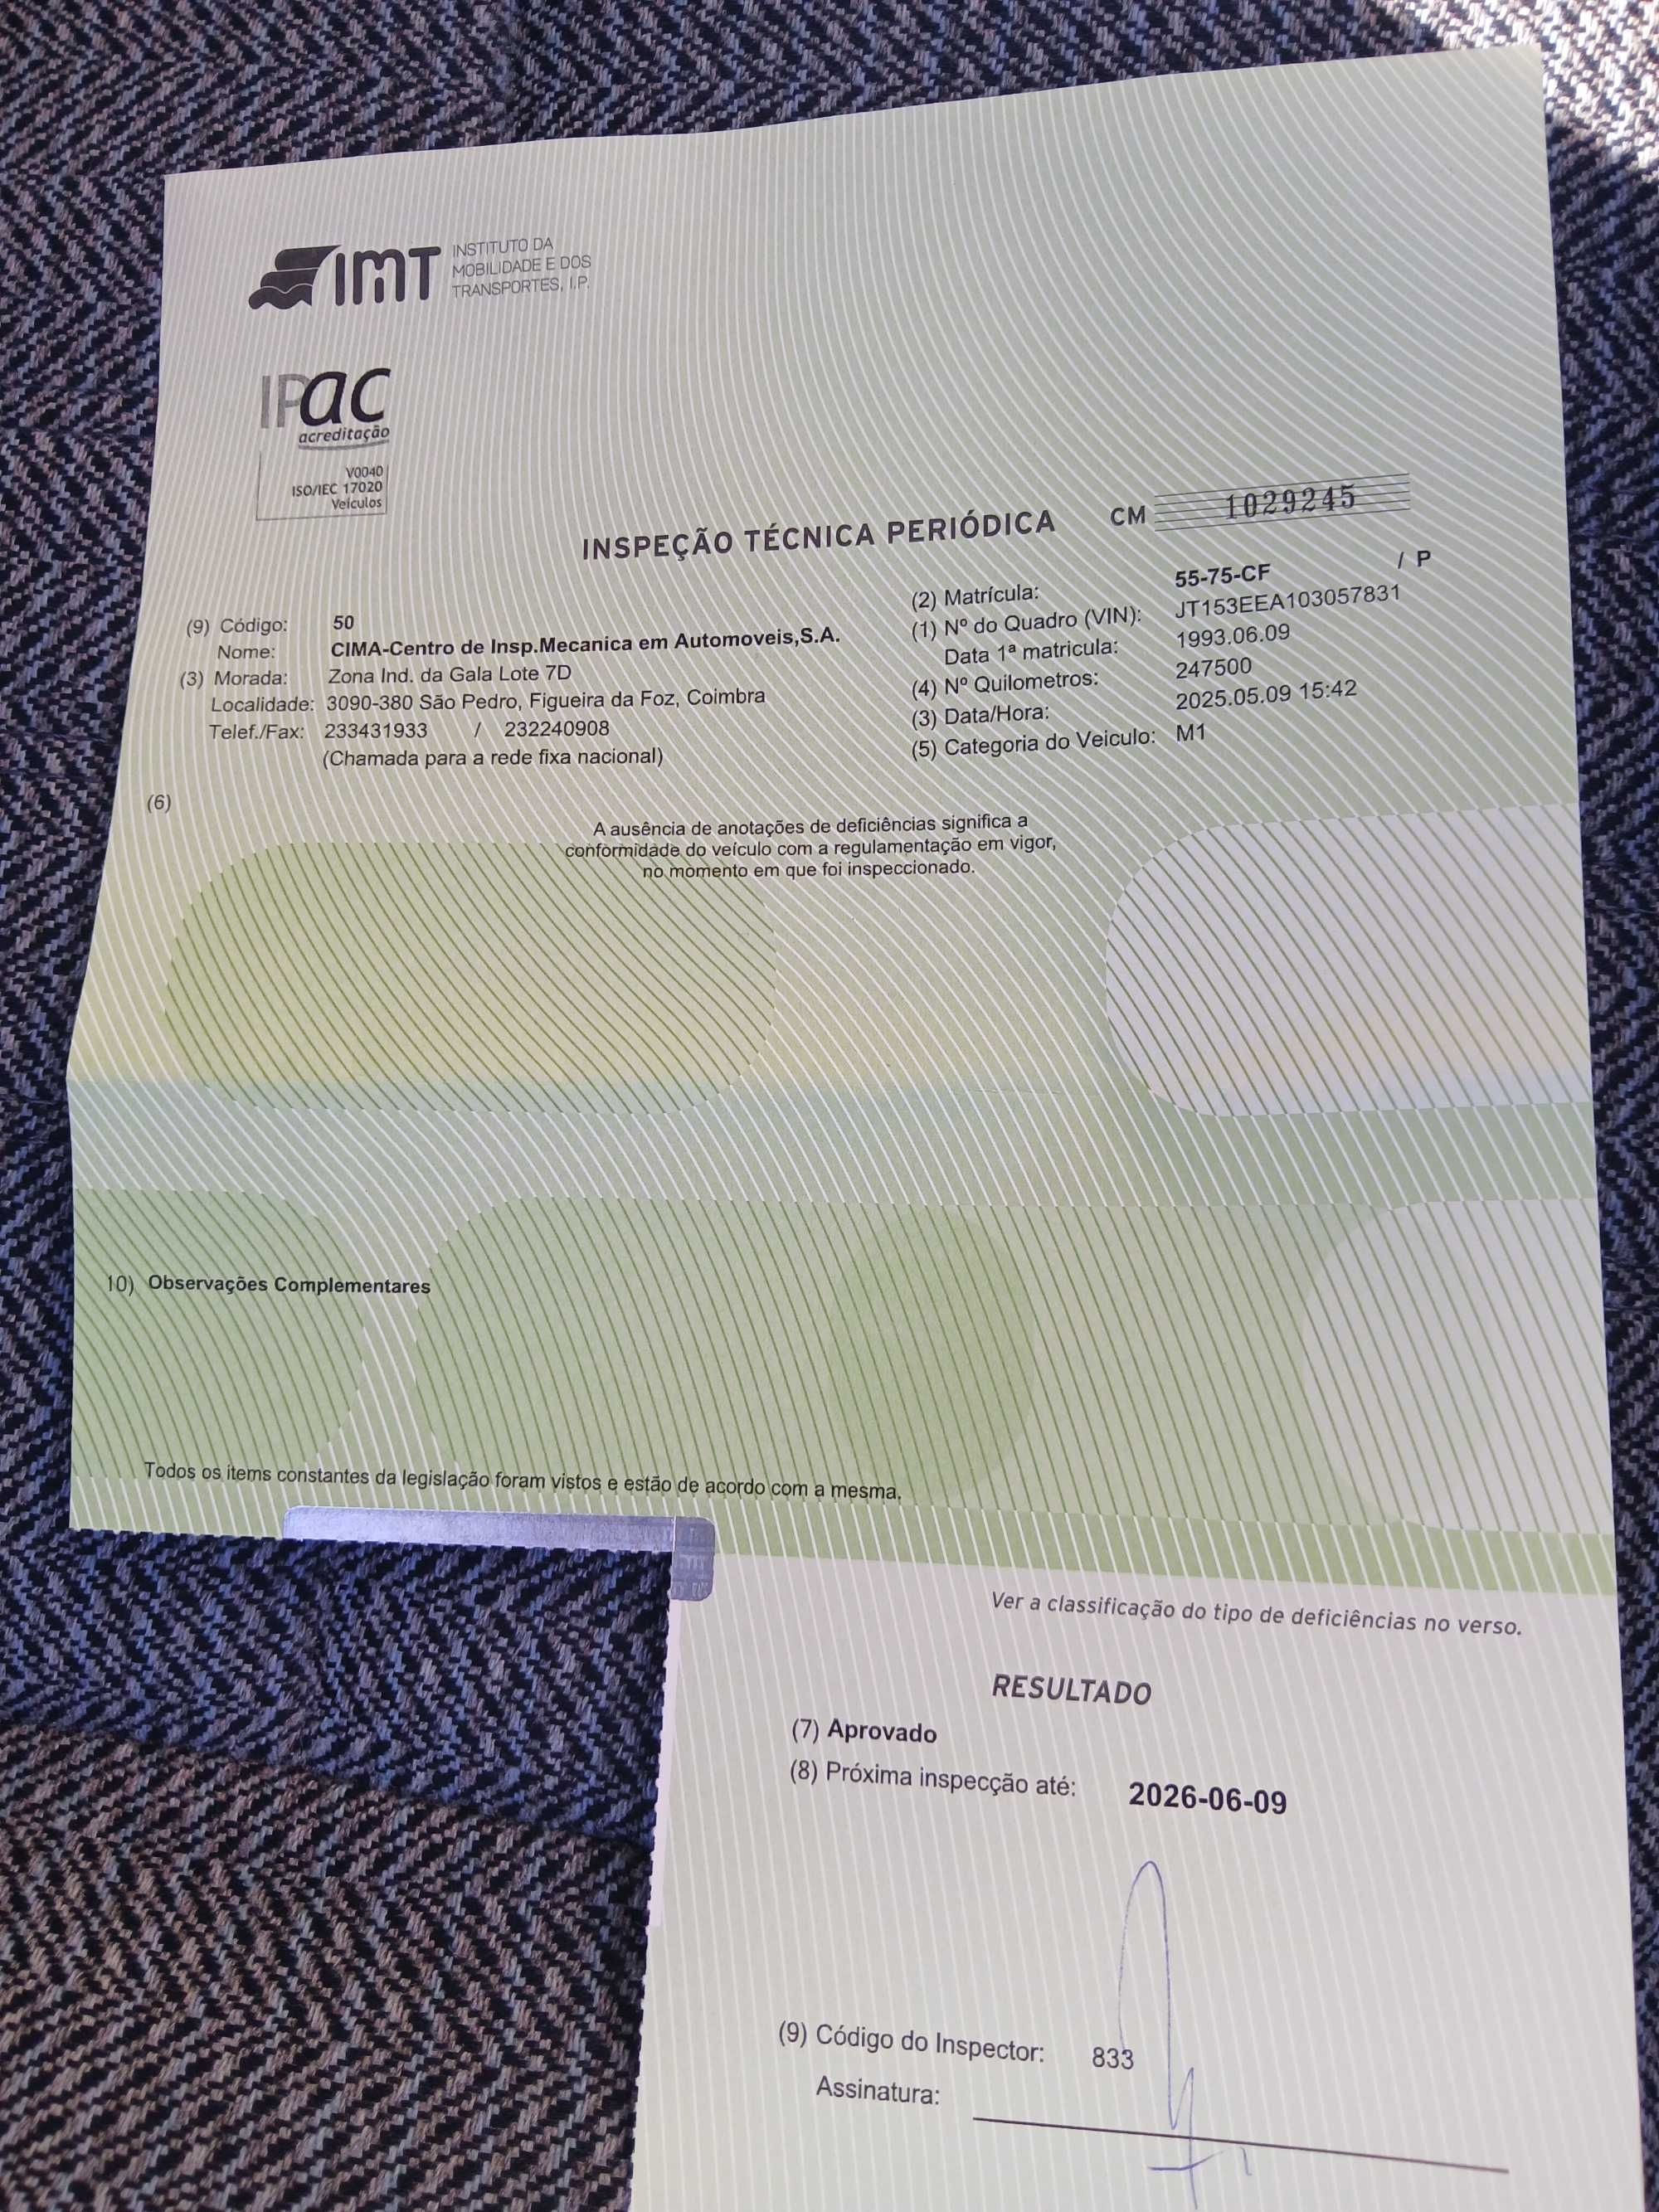 IMT INSTITUTO DA
MOBILIDADE E DOS
TRANSPORTES, I.P.
IPac
acreditação
V0040
ISO/IEC 17020
Veículos
INSPEÇÃO TÉCNICA PERIÓDICA CM 1029245
(9) Código: 50
Nome: CIMA-Centro de Insp.Mecanica em Automoveis,S.A.
(3) Morada: Zona Ind. da Gala Lote 7D
Localidade: 3090-380 São Pedro, Figueira da Foz, Coimbra
Telef./Fax: 233431933 / 232240908
(Chamada para a rede fixa nacional)
(2) Matrícula: 55-75-CF / P
(1) Nº do Quadro (VIN): JT153EEA103057831
Data 1ª matricula: 1993.06.09
(4) Nº Quilometros: 247500
(3) Data/Hora: 2025.05.09 15:42
(5) Categoria do Veiculo: M1
(6)
A ausência de anotações de deficiências significa a
conformidade do veículo com a regulamentação em vigor,
no momento em que foi inspeccionado.
10) Observações Complementares
Todos os items constantes da legislação foram vistos e estão de acordo com a mesma.
Ver a classificação do tipo de deficiências no verso.
RESULTADO
(7) Aprovado
(8) Próxima inspecção até: 2026-06-09
(9) Código do Inspector: 833
Assinatura: